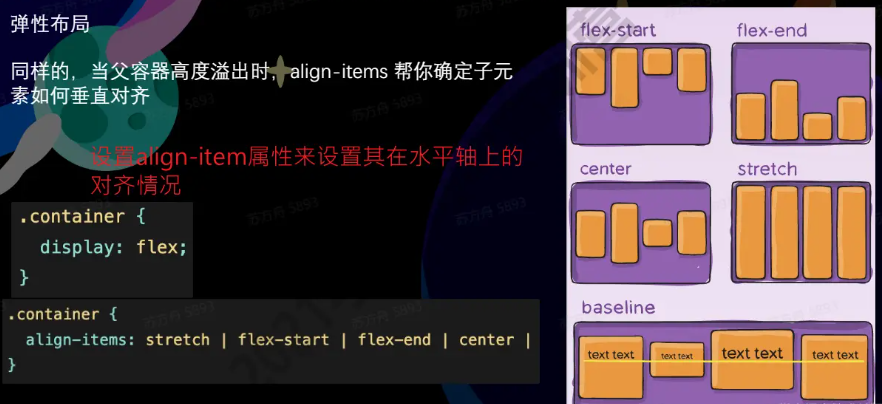 弹性布局
同样的，当父容器高度溢出时，align-items 帮你确定子元
素如何垂直对齐
设置align-item属性来设置其在水平轴上的
对齐情况
.container {
display: flex;
}
.container {
align-items: stretch | flex-start | flex-end | center |
}
flex-start
flex-end
center
stretch
baseline
text text
text text
text text
text text